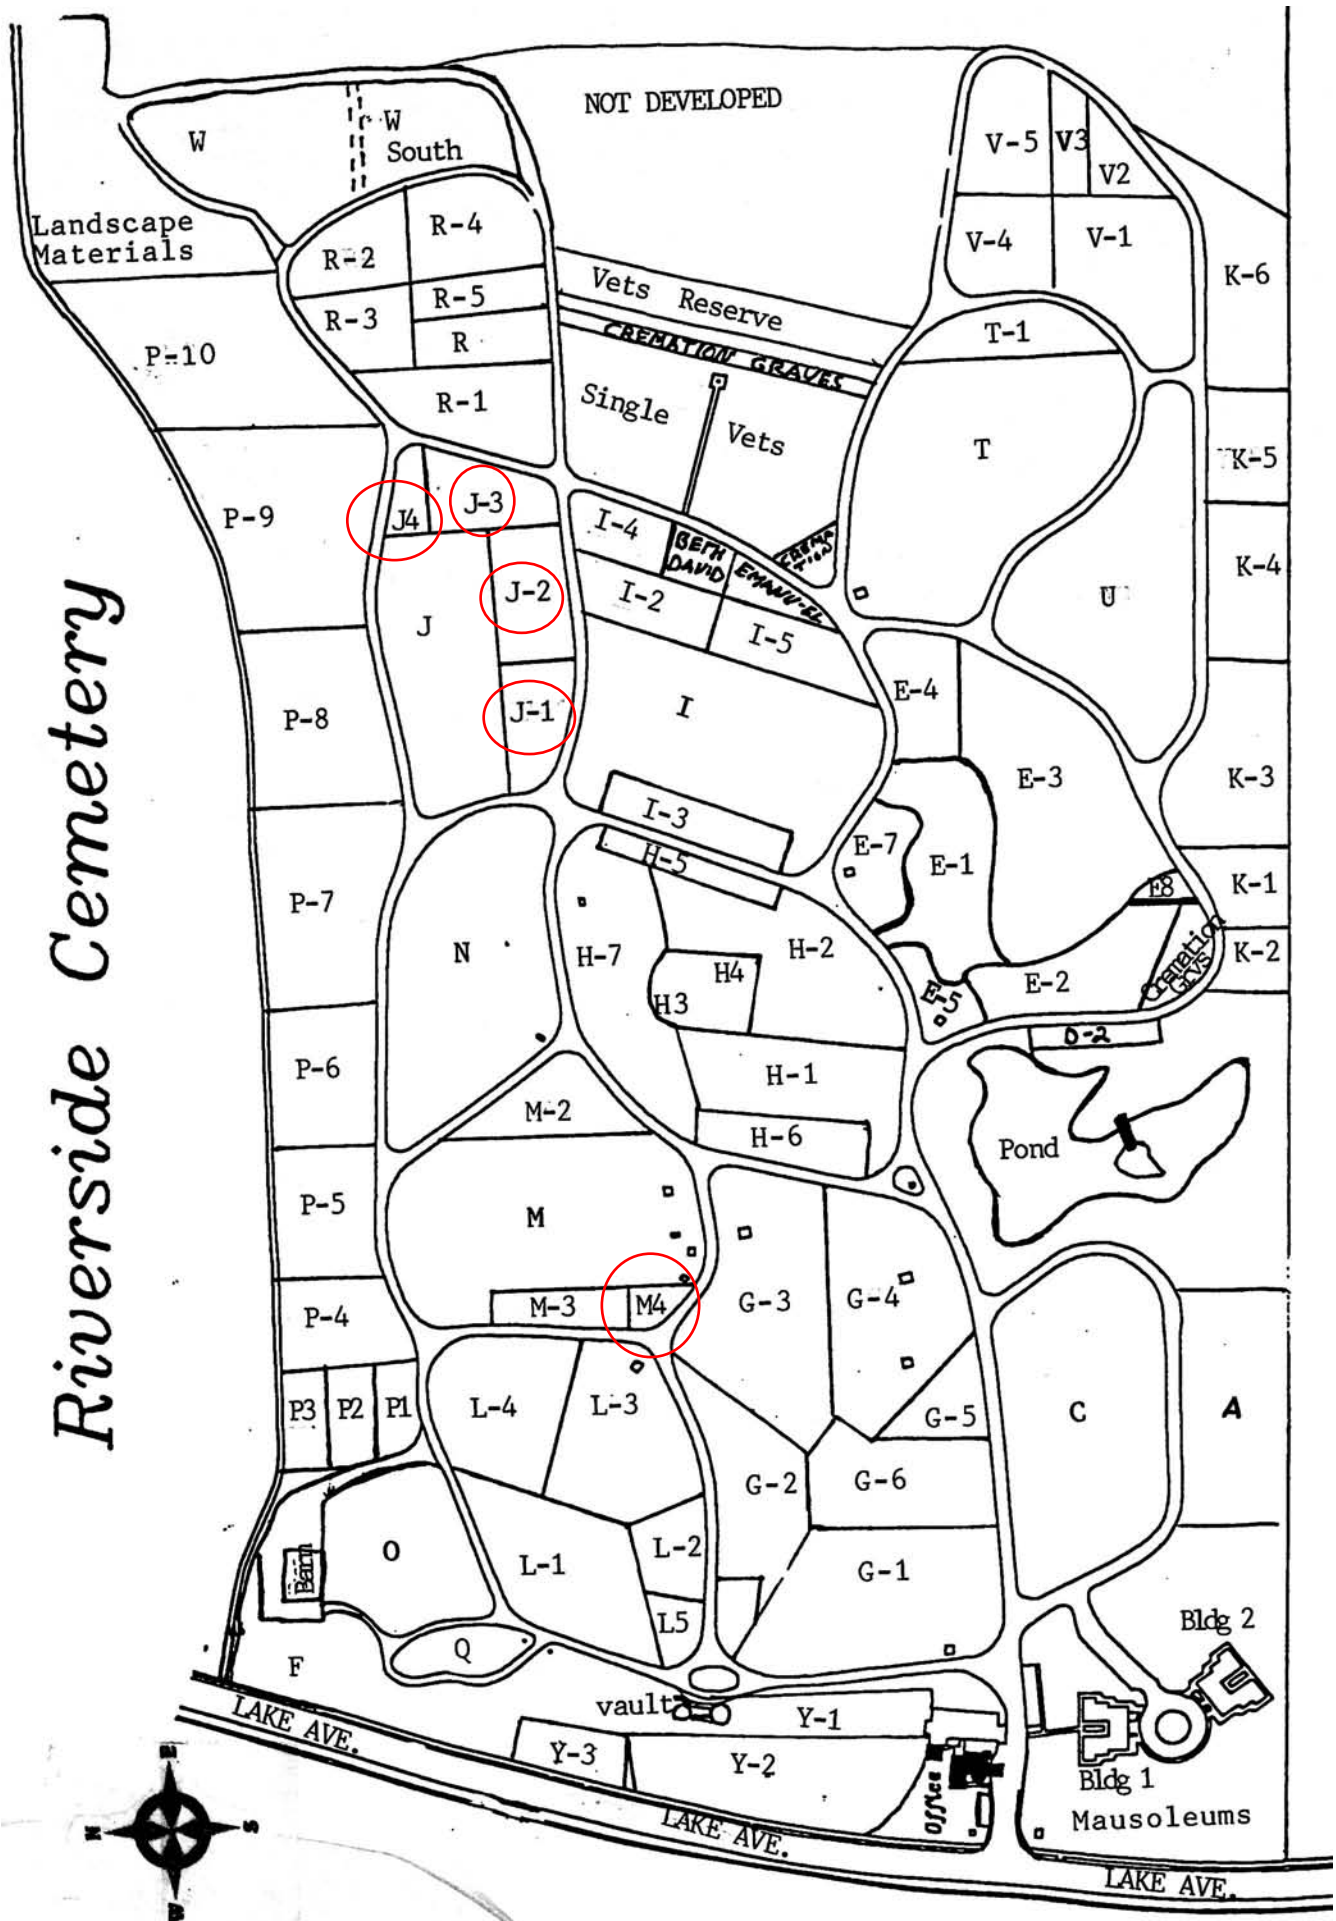 Riverside Cemetery
NOT DEVELOPED
W
W
South
V-5
V3
V2
Landscape
Materials
R-4
R-2
V-4
V-1
K-6
Vets Reserve
R-5
R-3
R
CREMATION GRAVES
T-1
P-10
R-1
Single
Vets
T
K-5
P-9
J4
J-3
I-4
BETH
DAVID
EMANU-EL
CREMA
TION
K-4
J-2
I-2
U
J
I-5
P-8
J-1
I
E-4
E-3
K-3
I-3
H-5
E-7
E-1
E8
K-1
P-7
N
H-7
H-2
H4
H3
E-5
E-2
Cremation
Grvs
K-2
D-2
P-6
H-1
M-2
H-6
Pond
P-5
M
M-3
M4
G-3
G-4
P-4
P3
P2
P1
L-4
L-3
G-5
C
A
G-2
G-6
O
Barn
L-1
L-2
G-1
L5
Bldg 2
Q
F
vault
Y-1
LAKE AVE.
Y-3
Y-2
Office
Bldg 1
Mausoleums
LAKE AVE.
LAKE AVE.
E
N
S
W